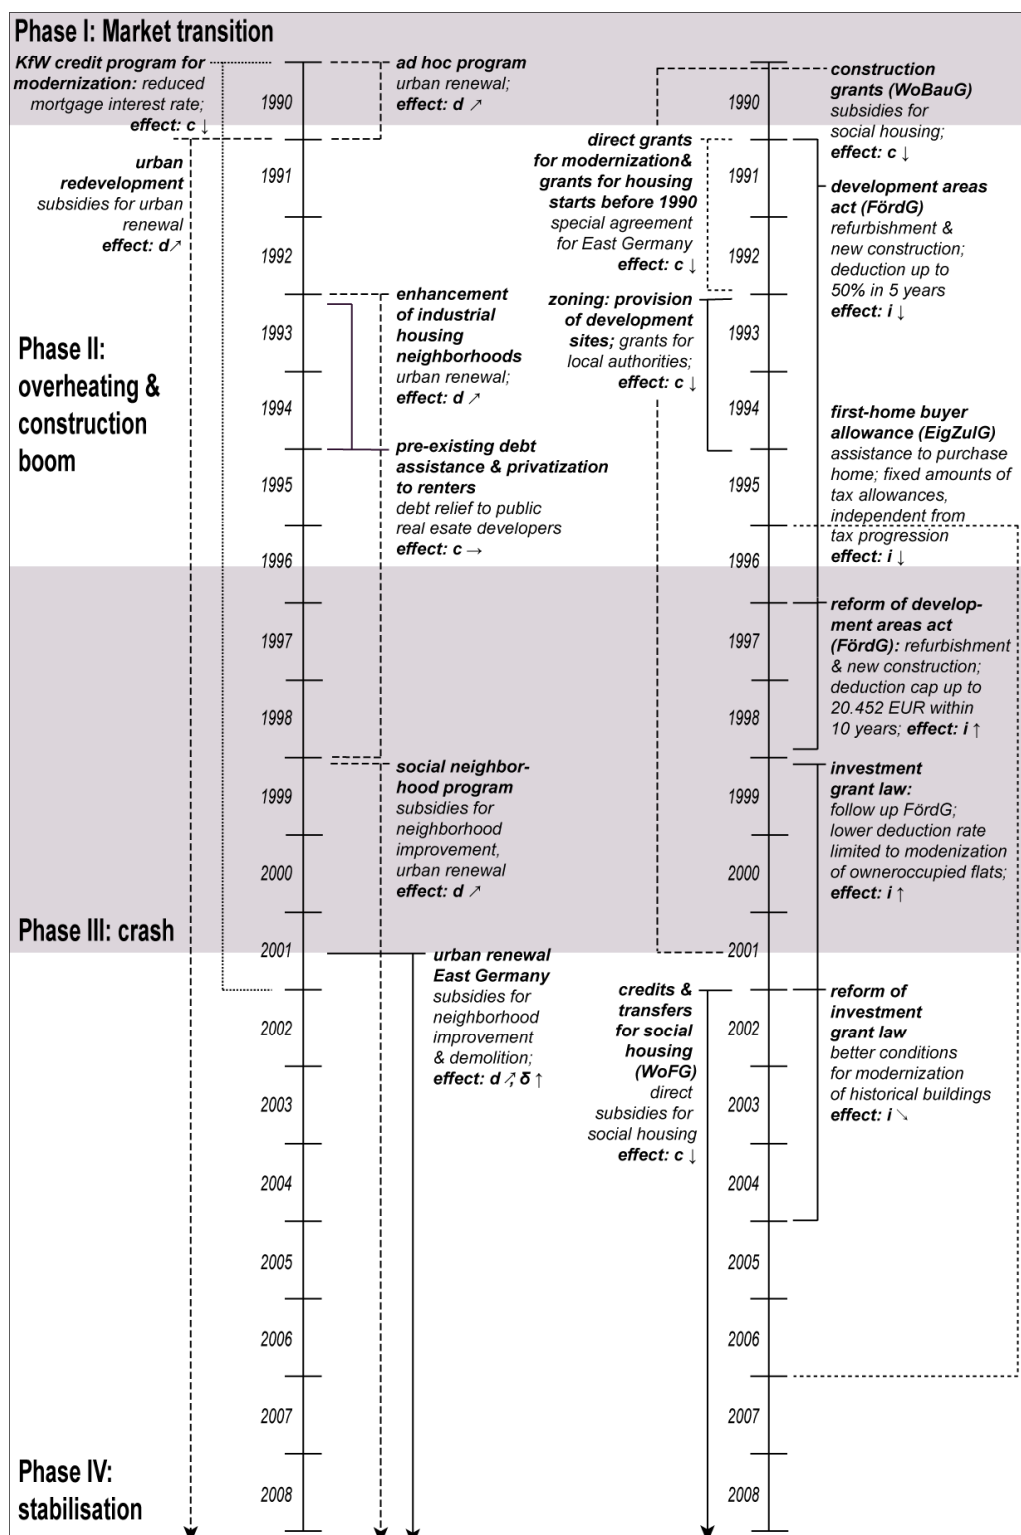 Phase I: Market transition
KfW credit program for
modernization: reduced
mortgage interest rate;
effect: c ↓
ad hoc program
urban renewal;
effect: d ↗
construction
grants (WoBauG)
subsidies for
social housing;
effect: c ↓
urban
redevelopment
subsidies for urban
renewal
effect: d↗
direct grants
for modernization&
grants for housing
starts before 1990
special agreement
for East Germany
effect: c ↓
development areas
act (FördG)
refurbishment &
new construction;
deduction up to
50% in 5 years
effect: i ↓
Phase II:
overheating &
construction
boom
enhancement
of industrial
housing
neighborhoods
urban renewal;
effect: d ↗
zoning: provision
of development
sites; grants for
local authorities;
effect: c ↓
pre-existing debt
assistance & privatization
to renters
debt relief to public
real esate developers
effect: c →
first-home buyer
allowance (EigZulG)
assistance to purchase
home; fixed amounts of
tax allowances,
independent from
tax progression
effect: i ↓
reform of develop-
ment areas act
(FördG): refurbishment
& new construction;
deduction cap up to
20.452 EUR within
10 years; effect: i ↑
social neighbor-
hood program
subsidies for
neighborhood
improvement,
urban renewal
effect: d ↗
investment
grant law:
follow up FördG;
lower deduction rate
limited to modenization
of owneroccupied flats;
effect: i ↑
Phase III: crash
urban renewal
East Germany
subsidies for
neighborhood
improvement
& demolition;
effect: d ↗, δ ↑
credits &
transfers
for social
housing
(WoFG)
direct
subsidies for
social housing
effect: c ↓
reform of
investment
grant law
better conditions
for modernization
of historical buildings
effect: i ↘
Phase IV:
stabilisation
1990
1991
1992
1993
1994
1995
1996
1997
1998
1999
2000
2001
2002
2003
2004
2005
2006
2007
2008
1990
1991
1992
1993
1994
1995
1996
1997
1998
1999
2000
2001
2002
2003
2004
2005
2006
2007
2008